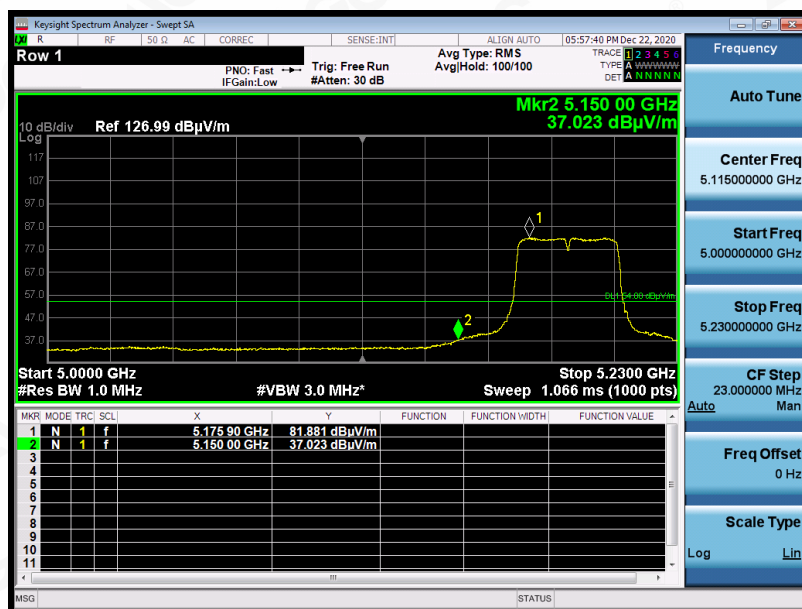 Keysight Spectrum Analyzer - Swept SA
LXI R RF 50 Ω AC CORREC SENSE:INT ALIGN AUTO 05:57:40 PM Dec 22, 2020
Row 1
PNO: Fast
IFGain:Low
Trig: Free Run
#Atten: 30 dB
Avg Type: RMS
Avg|Hold: 100/100
TRACE 1 2 3 4 5 6
TYPE A WWWWW
DET A N N N N N
Mkr2 5.150 00 GHz
37.023 dBµV/m
10 dB/div Ref 126.99 dBµV/m
Log
117
107
97.0
87.0
77.0
67.0
57.0
47.0
37.0
1
2
DL1 54.00 dBµV/m
Start 5.0000 GHz Stop 5.2300 GHz
#Res BW 1.0 MHz #VBW 3.0 MHz* Sweep 1.066 ms (1000 pts)
MKR MODE TRC SCL X Y FUNCTION FUNCTION WIDTH FUNCTION VALUE
1 N 1 f 5.175 90 GHz 81.881 dBµV/m
2 N 1 f 5.150 00 GHz 37.023 dBµV/m
3
4
5
6
7
8
9
10
11
MSG STATUS
Frequency
Auto Tune
Center Freq
5.115000000 GHz
Start Freq
5.000000000 GHz
Stop Freq
5.230000000 GHz
CF Step
23.000000 MHz
Auto Man
Freq Offset
0 Hz
Scale Type
Log Lin